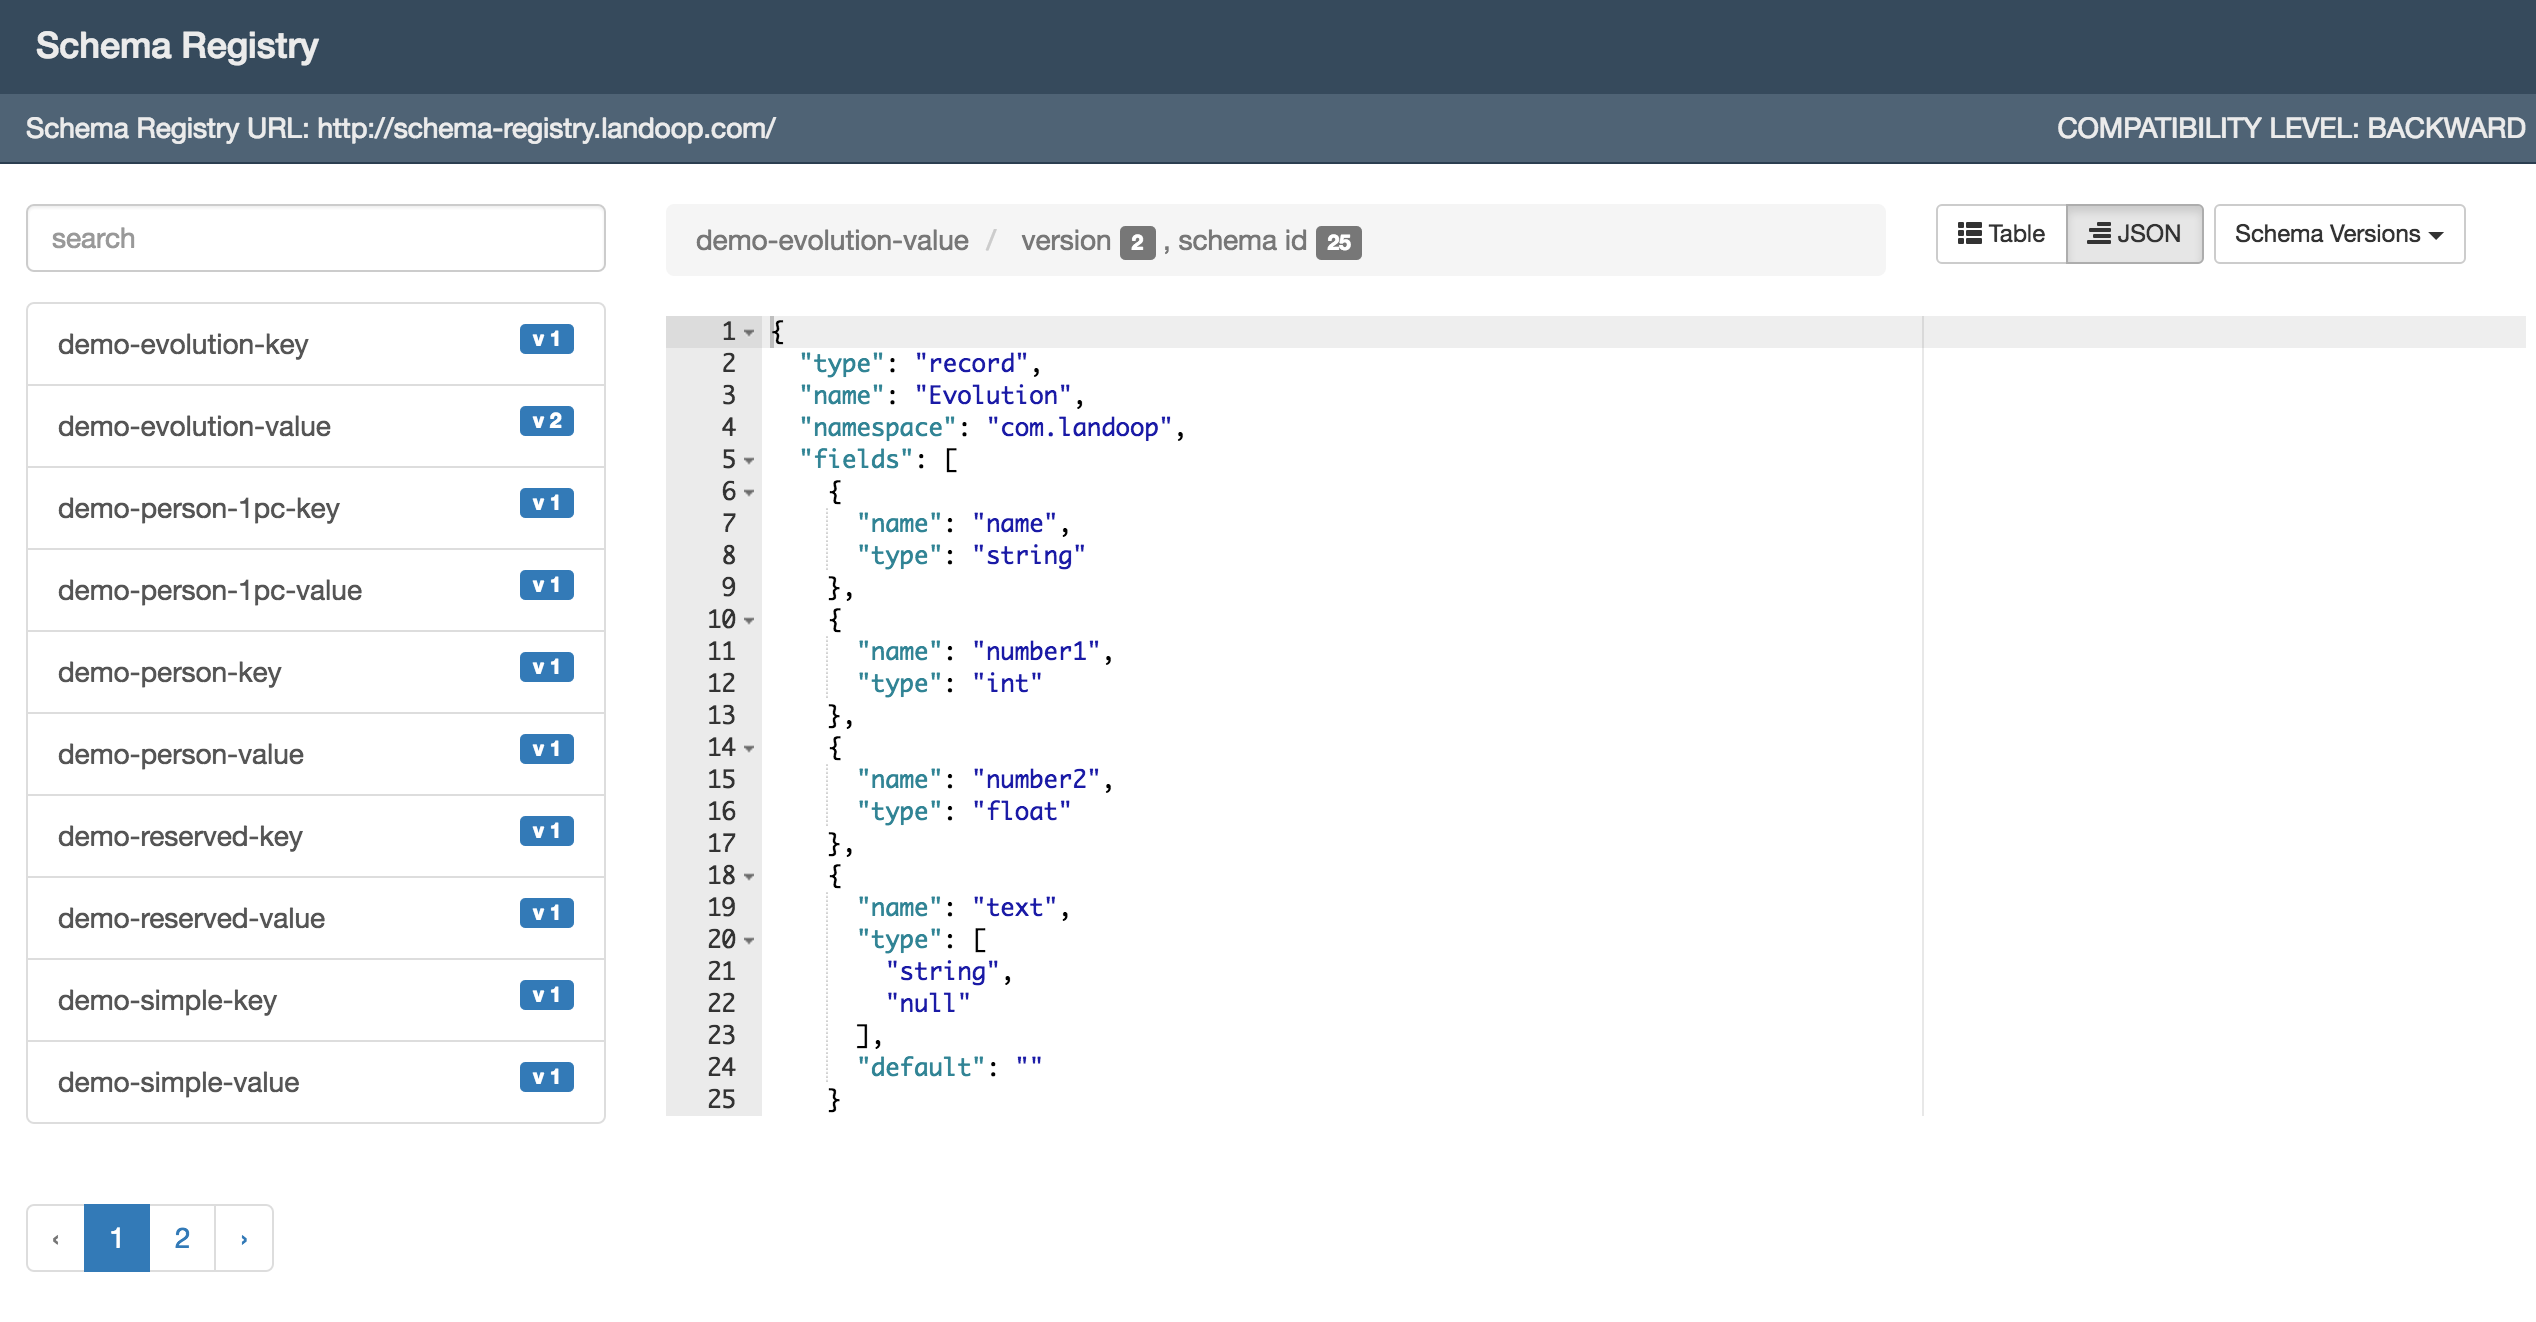 Schema Registry
Schema Registry URL: http://schema-registry.landoop.com/
COMPATIBILITY LEVEL: BACKWARD
search
demo-evolution-key v 1
demo-evolution-value v 2
demo-person-1pc-key v 1
demo-person-1pc-value v 1
demo-person-key v 1
demo-person-value v 1
demo-reserved-key v 1
demo-reserved-value v 1
demo-simple-key v 1
demo-simple-value v 1
‹ 1 2 ›
demo-evolution-value / version 2 , schema id 25
Table JSON Schema Versions
1 {
2 "type": "record",
3 "name": "Evolution",
4 "namespace": "com.landoop",
5 "fields": [
6 {
7 "name": "name",
8 "type": "string"
9 },
10 {
11 "name": "number1",
12 "type": "int"
13 },
14 {
15 "name": "number2",
16 "type": "float"
17 },
18 {
19 "name": "text",
20 "type": [
21 "string",
22 "null"
23 ],
24 "default": ""
25 }